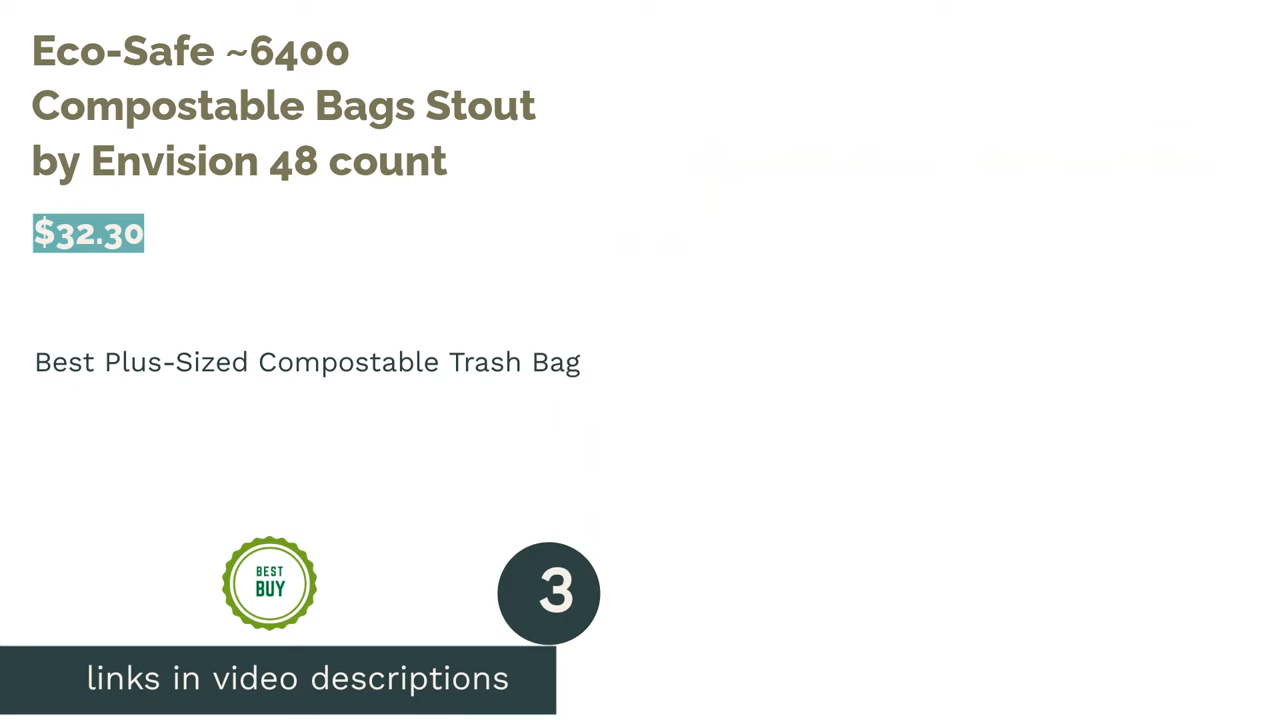 Eco-Safe ~6400
Compostable Bags Stout
by Envision 48 count
$32.30
Best Plus-Sized Compostable Trash Bag
BEST
BUY
3
links in video descriptions